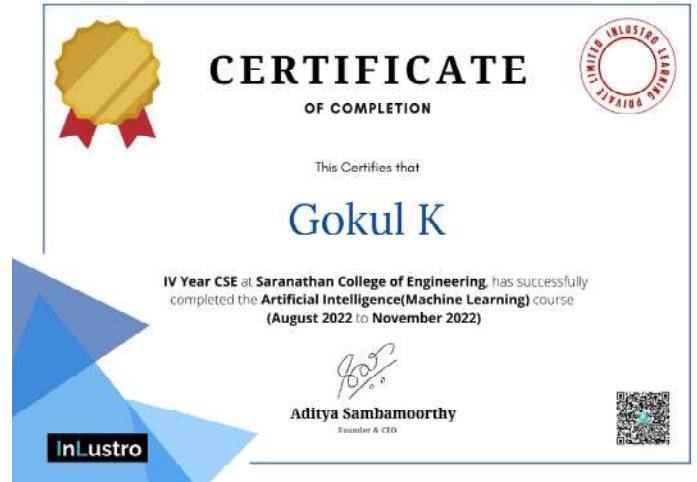 CERTIFICATE
OF COMPLETION
INLUSTRO LEARNING PRIVATE LIMITED
This Certifies that
Gokul K
IV Year CSE at Saranathan College of Engineering, has successfully
completed the Artificial Intelligence(Machine Learning) course
(August 2022 to November 2022)
Aditya Sambamoorthy
Founder & CEO
InLustro